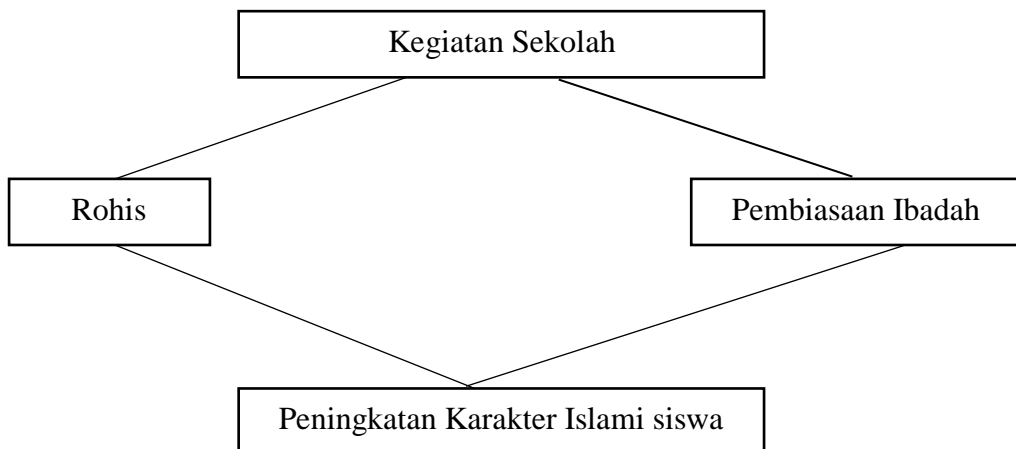 Kegiatan Sekolah
Rohis
Pembiasaan Ibadah
Peningkatan Karakter Islami siswa